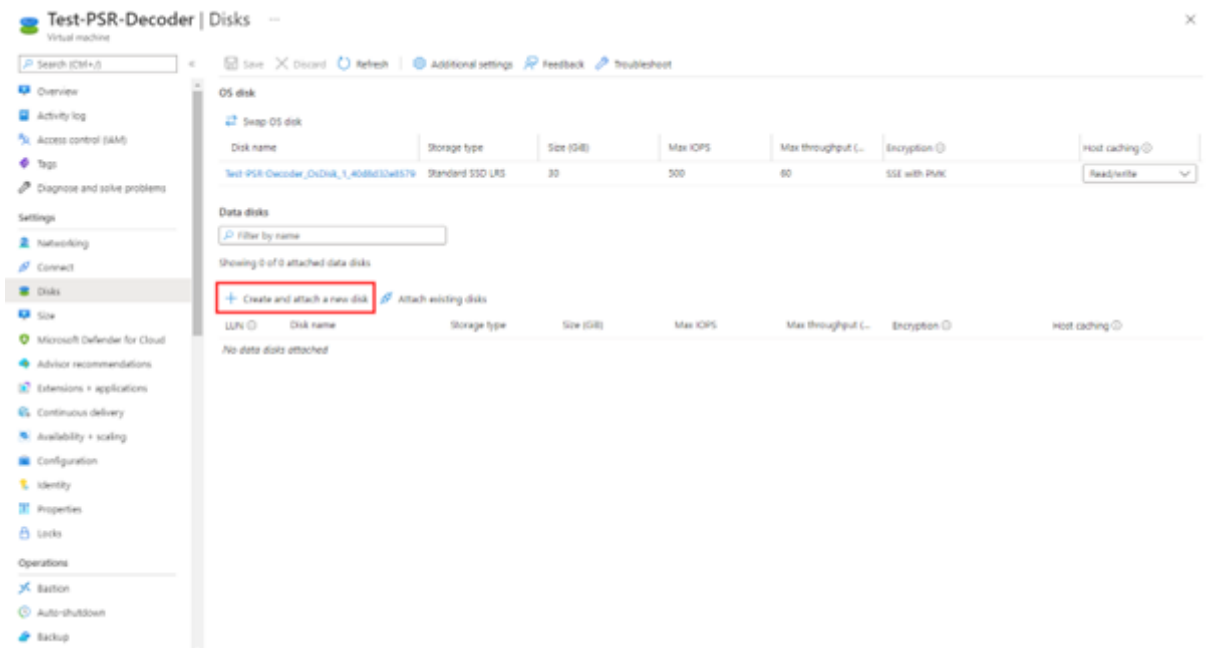 Test-PSR-Decoder | Disks ...
Virtual machine
Search (Ctrl+/)
Save Discard Refresh Additional settings Feedback Troubleshoot
Overview
Activity log
Access control (IAM)
Tags
Diagnose and solve problems
Settings
Networking
Connect
Disks
Size
Microsoft Defender for Cloud
Advisor recommendations
Extensions + applications
Continuous delivery
Availability + scaling
Configuration
Identity
Properties
Locks
Operations
Bastion
Auto-shutdown
Backup
OS disk
Swap OS disk
Disk name Storage type Size (GiB) Max IOPS Max throughput (... Encryption Host caching
Standard SSD LRS 30 500 60 SSE with PMK Read/write
Data disks
Filter by name
Showing 0 of 0 attached data disks
Create and attach a new disk Attach existing disks
LUN Disk name Storage type Size (GiB) Max IOPS Max throughput (... Encryption Host caching
No data disks attached